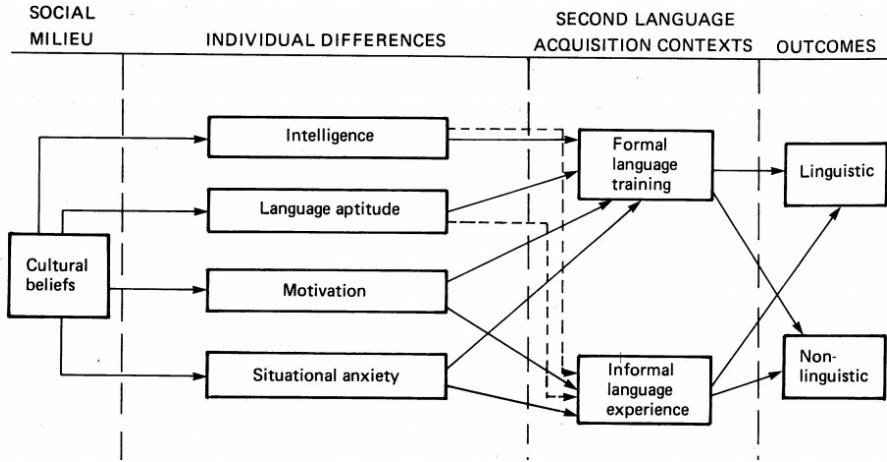 SOCIAL
MILIEU
INDIVIDUAL DIFFERENCES
SECOND LANGUAGE
ACQUISITION CONTEXTS
OUTCOMES
Intelligence
Language aptitude
Cultural
beliefs
Motivation
Situational anxiety
Formal
language
training
Informal
language
experience
Linguistic
Non-
linguistic